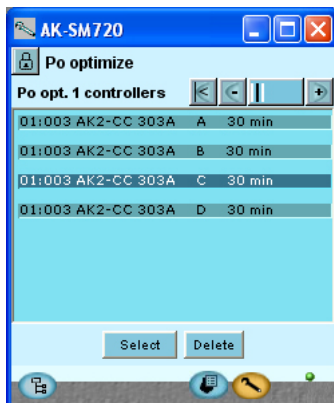 AK-SM720
Po optimize
Po opt. 1 controllers
01:003 AK2-CC 303A A 30 min
01:003 AK2-CC 303A B 30 min
01:003 AK2-CC 303A C 30 min
01:003 AK2-CC 303A D 30 min
Select Delete